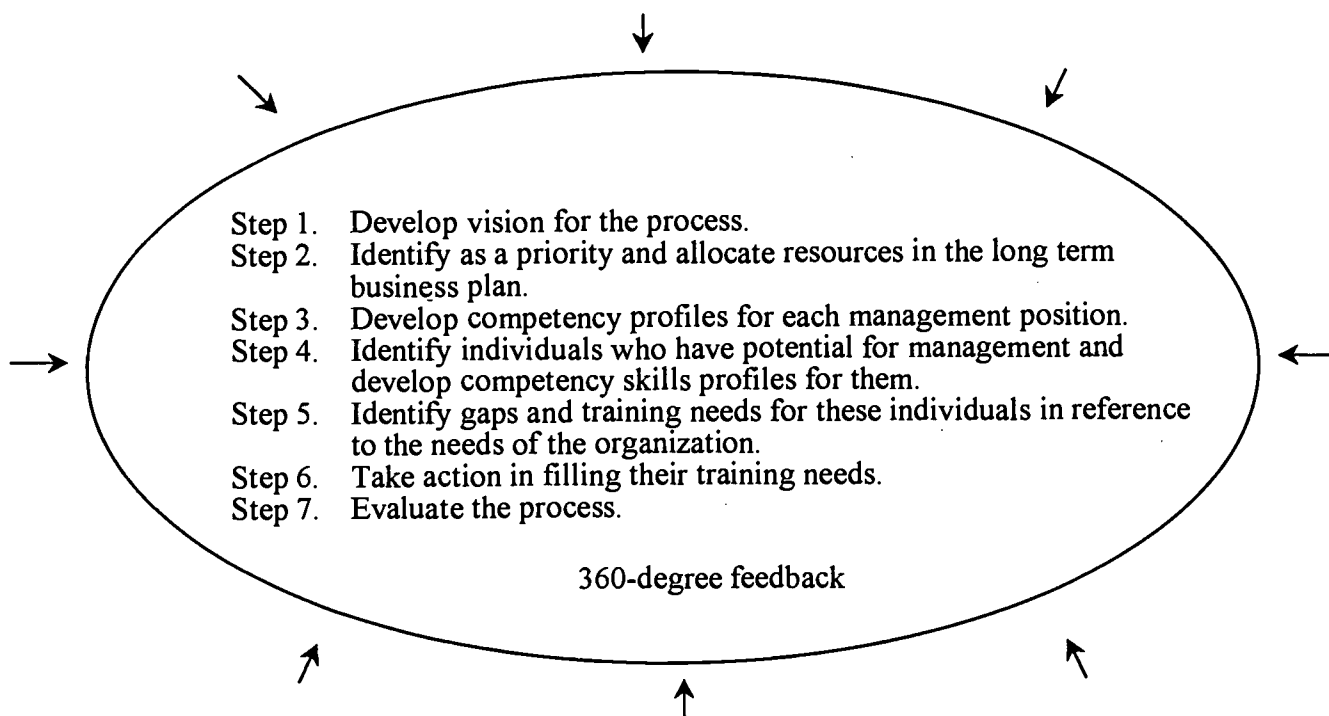 Step 1. Develop vision for the process.
Step 2. Identify as a priority and allocate resources in the long term
business plan.
Step 3. Develop competency profiles for each management position.
Step 4. Identify individuals who have potential for management and
develop competency skills profiles for them.
Step 5. Identify gaps and training needs for these individuals in reference
to the needs of the organization.
Step 6. Take action in filling their training needs.
Step 7. Evaluate the process.
360-degree feedback